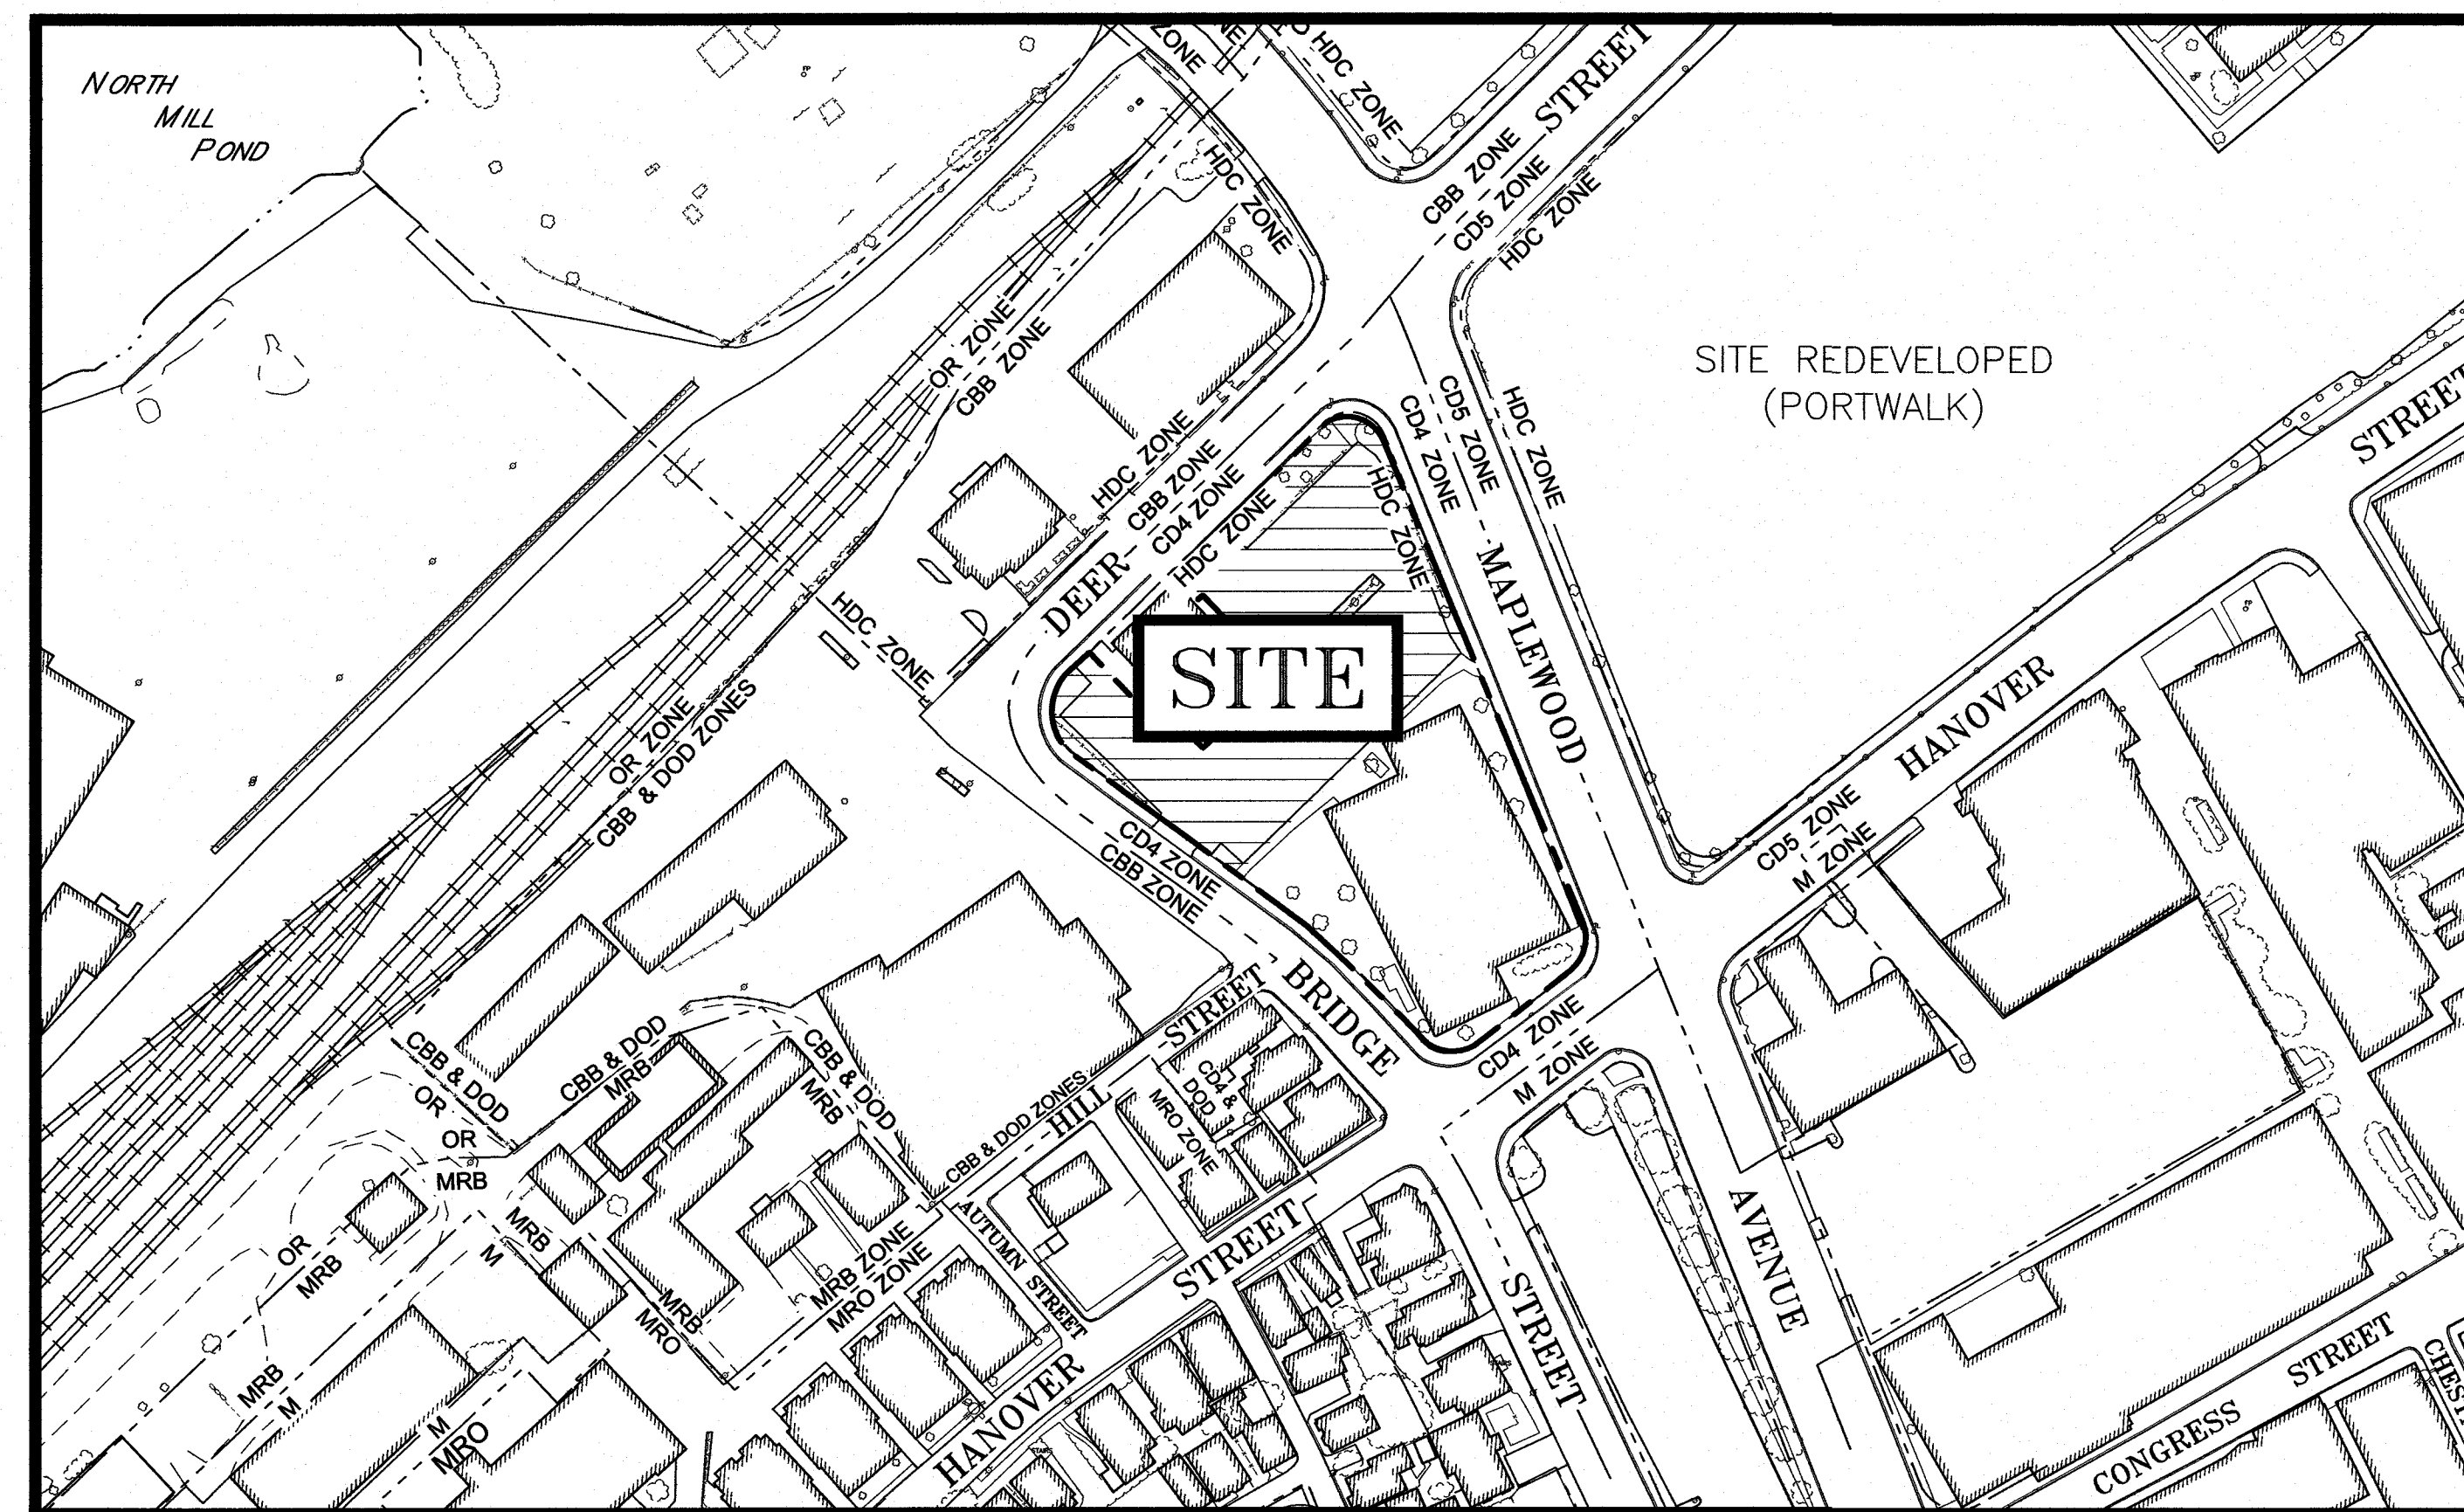 NORTH
MILL
POND
ZONE
HDC ZONE
STREET
HDC ZONE
CBB ZONE
CD5 ZONE
HDC ZONE
SITE REDEVELOPED
(PORTWALK)
OR ZONE
CBB ZONE
HDC ZONE
CBB ZONE
CD4 ZONE
HDC ZONE
HDC ZONE
CD4 ZONE
CD5 ZONE
HDC ZONE
STREET
DEER
MAPLEWOOD
HDC ZONE
SITE
HANOVER
OR ZONE
CBB & DOD ZONES
CD4 ZONE
CBB ZONE
CD5 ZONE
M ZONE
BRIDGE
STREET
HILL
CBB & DOD ZONES
CD4 &
DOD
MRO ZONE
CD4 ZONE
M ZONE
CBB & DOD
OR
CBB & DOD
MRB
CBB & DOD
MRB
OR
MRB
OR
MRB
MRB
M
MRB ZONE
MRO ZONE
AUTUMN STREET
STREET
STREET
AVENUE
MRB
MRO
MRB
M
M
MRO
HANOVER
CONGRESS
STREET